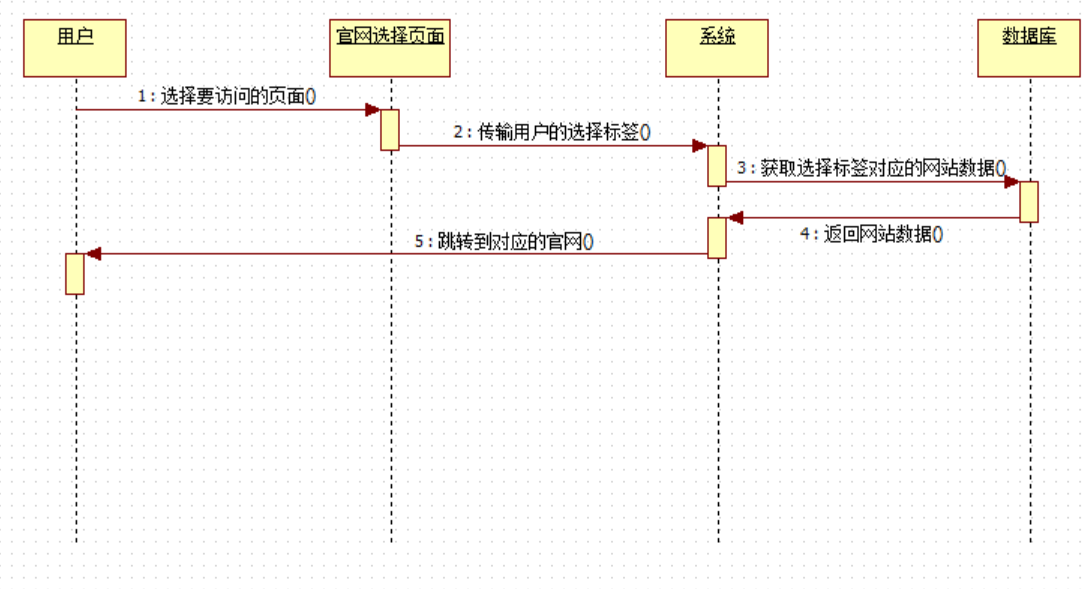 用户
官网选择页面
系统
数据库
1:选择要访问的页面()
2:传输用户的选择标签()
3:获取选择标签对应的网站数据()
4:返回网站数据()
5:跳转到对应的官网()